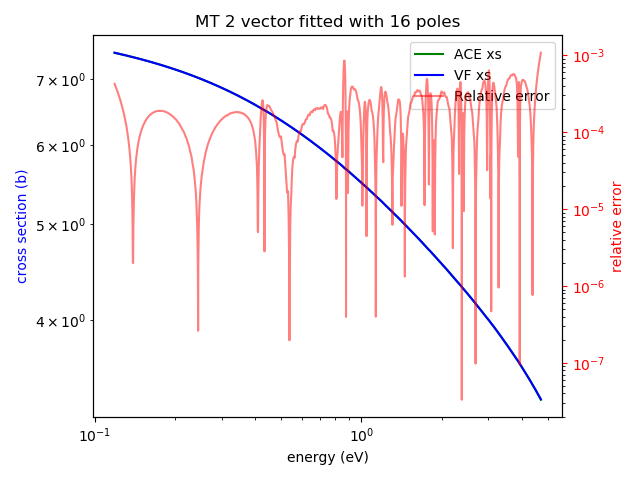 MT 2 vector fitted with 16 poles
ACE xs
VF xs
Relative error
7 × 10⁰
6 × 10⁰
5 × 10⁰
4 × 10⁰
cross section (b)
10⁻³
10⁻⁴
10⁻⁵
10⁻⁶
10⁻⁷
relative error
10⁻¹
10⁰
energy (eV)